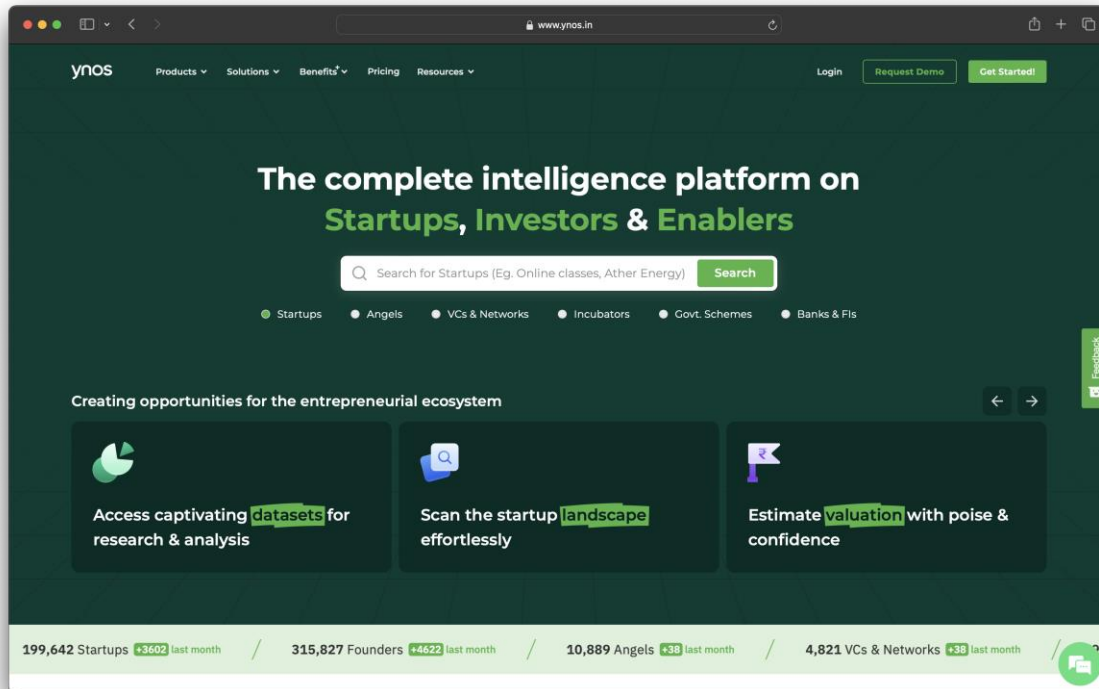 www.ynos.in
ynos
Products
Solutions
Benefits+
Pricing
Resources
Login
Request Demo
Get Started!
The complete intelligence platform on
Startups, Investors & Enablers
Search for Startups (Eg. Online classes, Ather Energy)
Search
Startups
Angels
VCs & Networks
Incubators
Govt. Schemes
Banks & FIs
Feedback
Creating opportunities for the entrepreneurial ecosystem
Access captivating datasets for
research & analysis
Scan the startup landscape
effortlessly
₹
Estimate valuation with poise &
confidence
199,642 Startups +3602 last month
315,827 Founders +4622 last month
10,889 Angels +38 last month
4,821 VCs & Networks +38 last month